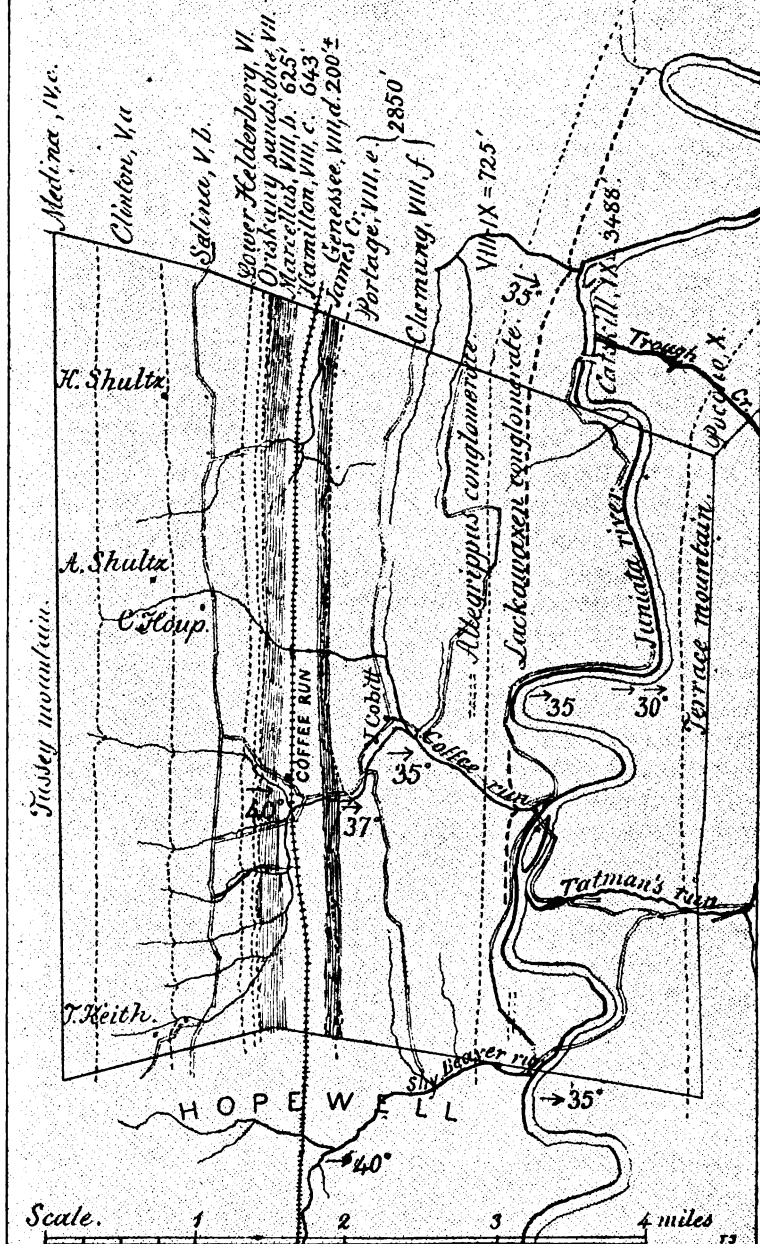 Medina, IV, c.
Clinton, V, a
Salina, V, b.
Lower Helderberg, VI.
Oriskany sandstone, VII.
Marcellus, VIII, b. 625'
Hamilton, VIII, c. 643'
Genessee, VIII, d. 200'±
James Cr.
Portage, VIII, e. } 2850'
Chemung, VIII, f
VIII-IX = 725'
35°
Catskill, IX = 3488'.
Trough
Cr.
Pocono, X.
H. Shultz
Allegrippus conglomerate
Lackawaxen conglomerate.
Juniata river.
Terrace mountain.
A. Shultz
C. Houp.
Tussey mountain.
COFFEE RUN
J Cobitt
Coffee run
35
30°
35°
40°
37°
Tatman's run
T. Keith.
Shy Beaver run
HOPEWELL
35°
40°
Scale. 1 2 3 4 miles